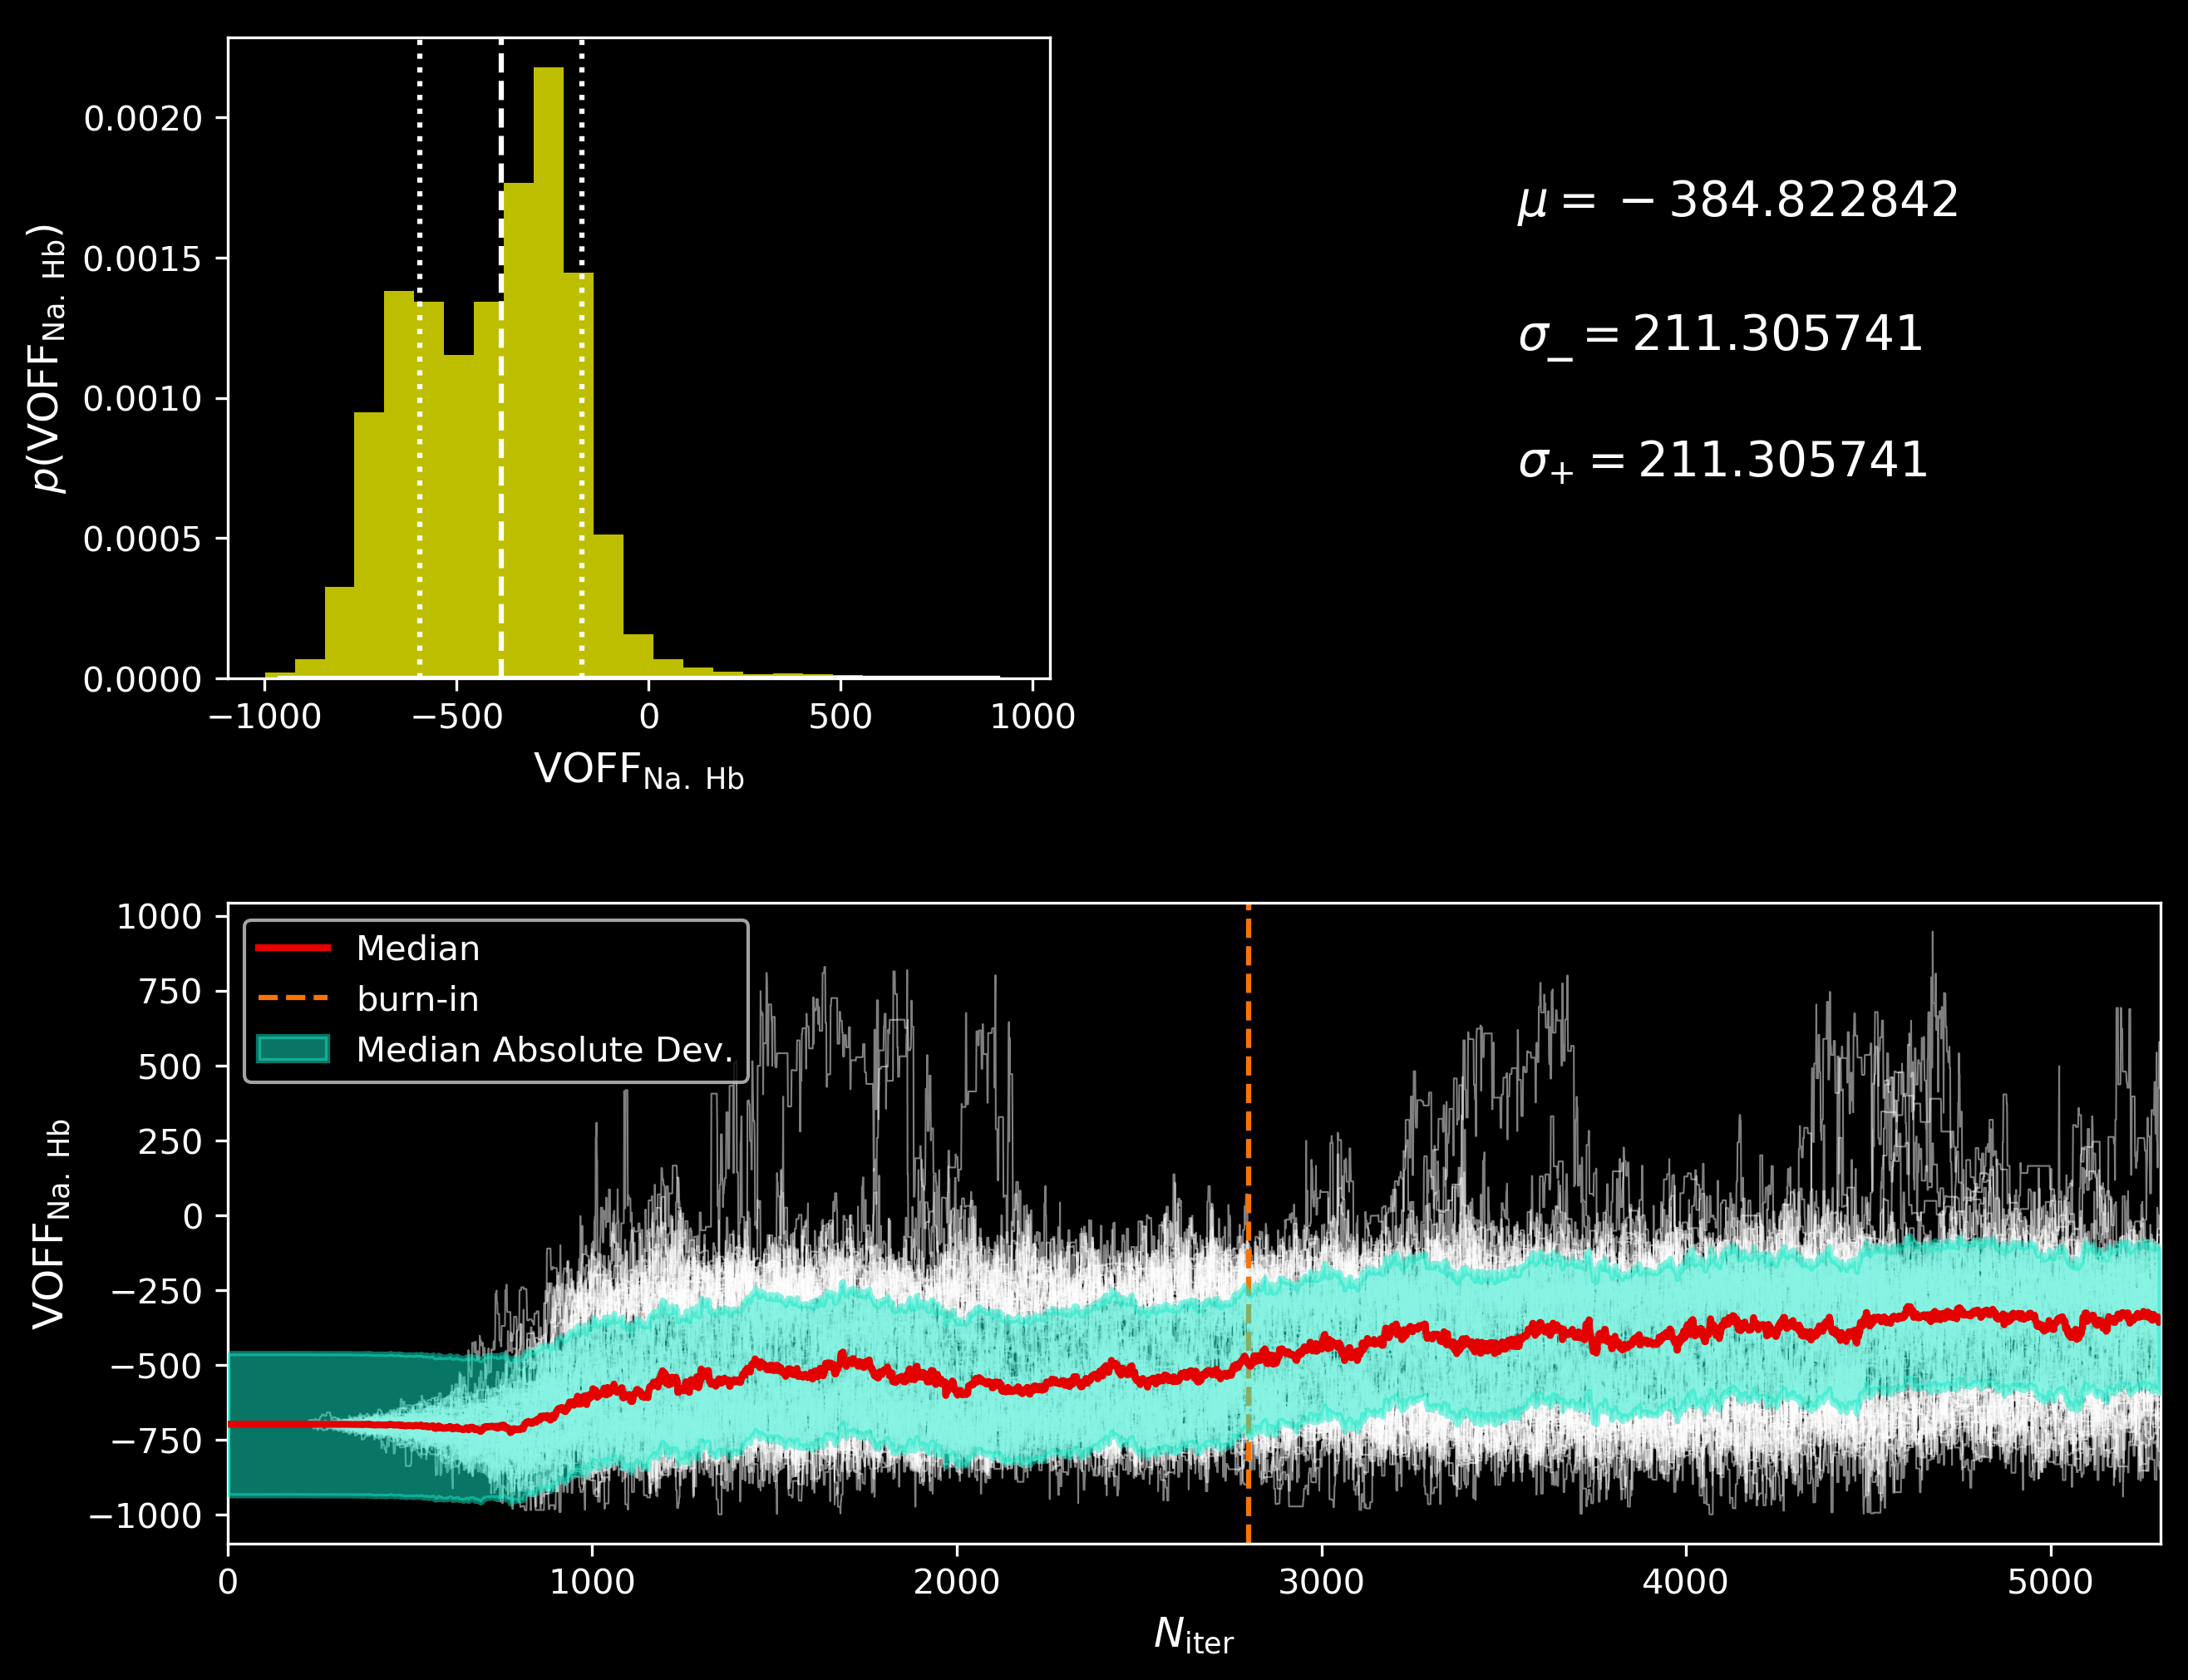 0.0020
0.0015
0.0010
0.0005
0.0000
p(VOFF_Na. Hb)
−1000 −500 0 500 1000
VOFF_Na. Hb
μ = −384.822842
σ_− = 211.305741
σ_+ = 211.305741
1000
750
500
250
0
−250
−500
−750
−1000
VOFF_Na. Hb
Median
burn-in
Median Absolute Dev.
0 1000 2000 3000 4000 5000
N_iter